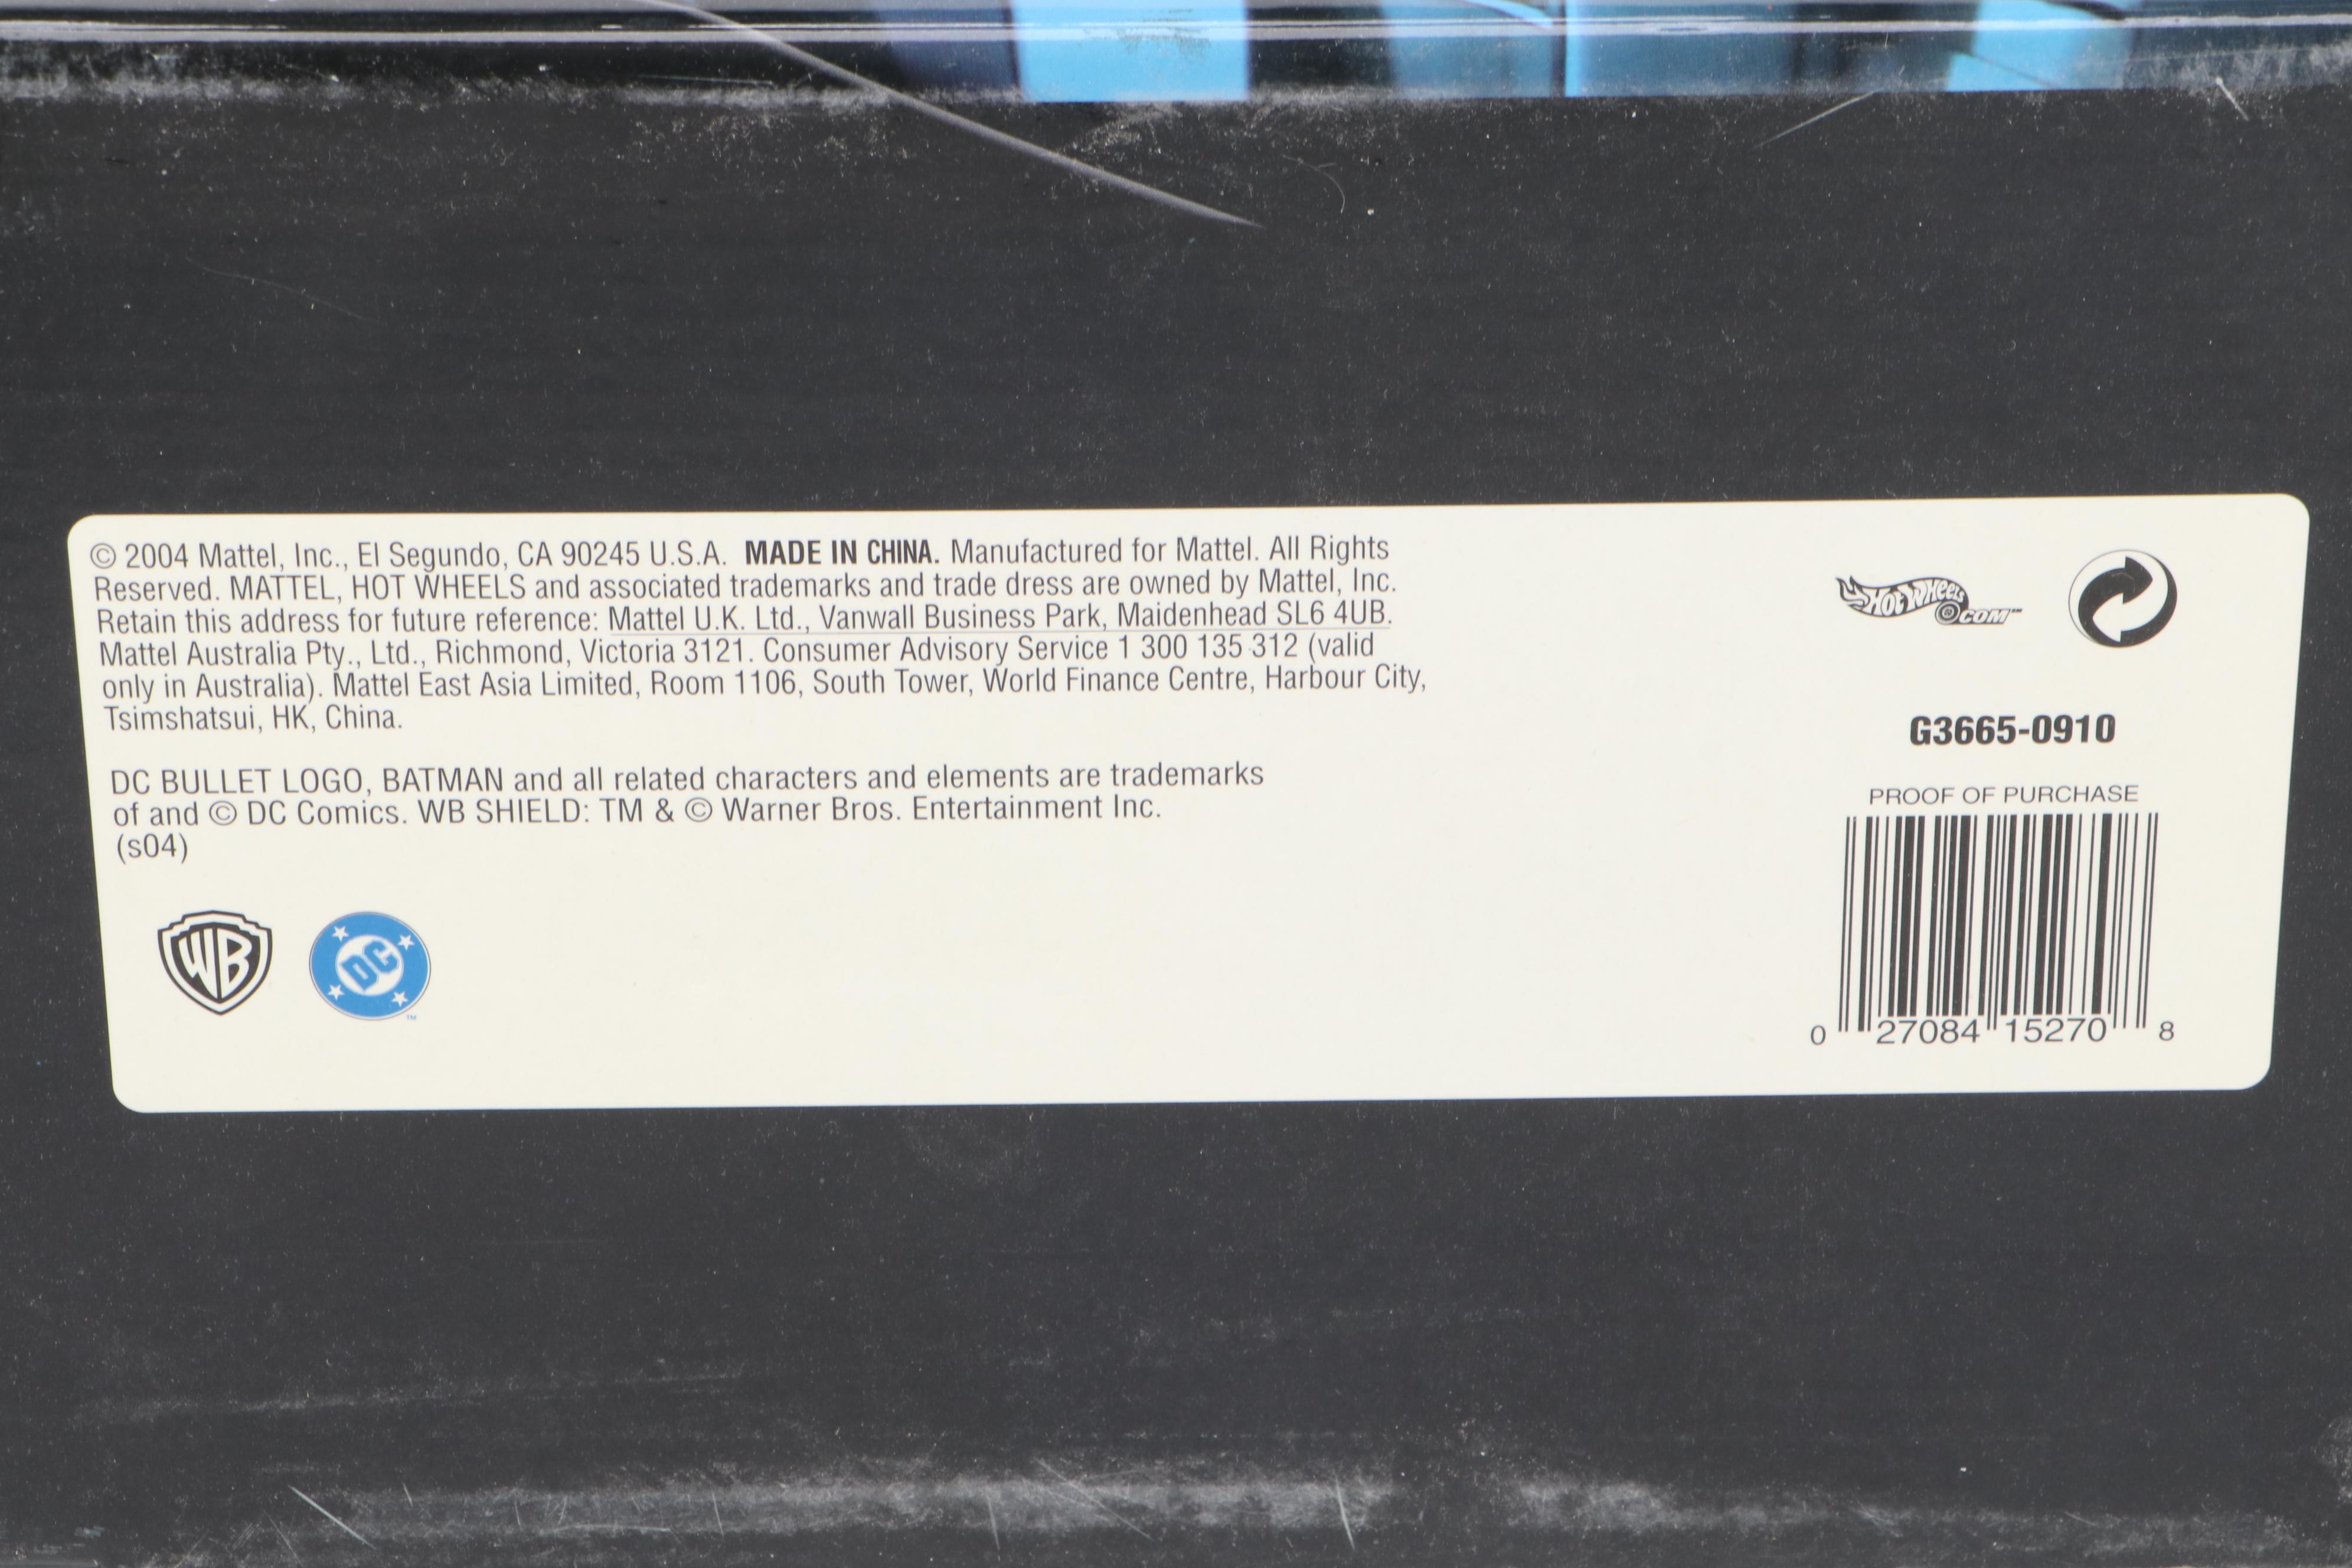 © 2004 Mattel, Inc., El Segundo, CA 90245 U.S.A. MADE IN CHINA. Manufactured for Mattel. All Rights
Reserved. MATTEL, HOT WHEELS and associated trademarks and trade dress are owned by Mattel, Inc.
Retain this address for future reference: Mattel U.K. Ltd., Vanwall Business Park, Maidenhead SL6 4UB.
Mattel Australia Pty., Ltd., Richmond, Victoria 3121. Consumer Advisory Service 1 300 135 312 (valid
only in Australia). Mattel East Asia Limited, Room 1106, South Tower, World Finance Centre, Harbour City,
Tsimshatsui, HK, China.
DC BULLET LOGO, BATMAN and all related characters and elements are trademarks
of and © DC Comics. WB SHIELD: TM & © Warner Bros. Entertainment Inc.
(s04)
WB
DC
TM
HOT WHEELS
.COM
G3665-0910
PROOF OF PURCHASE
0 27084 15270 8